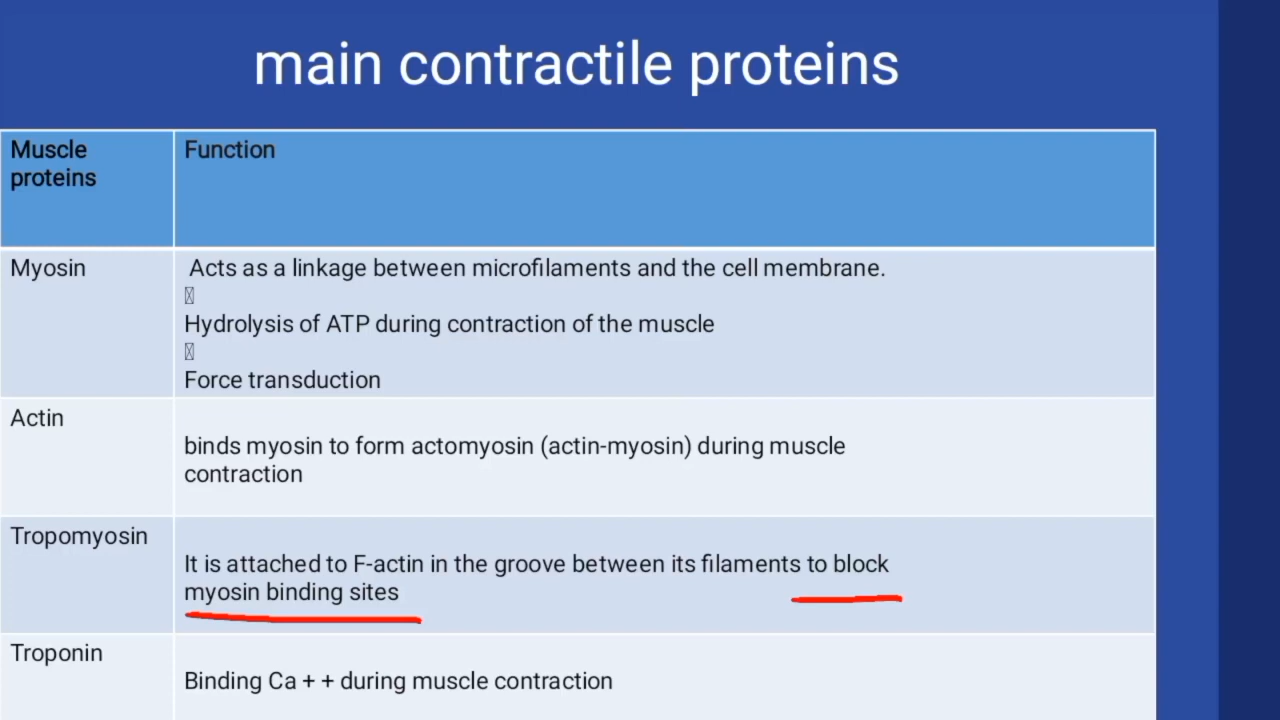 main contractile proteins
Muscle
proteins
Function
Myosin
Acts as a linkage between microfilaments and the cell membrane.
Hydrolysis of ATP during contraction of the muscle
Force transduction
Actin
binds myosin to form actomyosin (actin-myosin) during muscle
contraction
Tropomyosin
It is attached to F-actin in the groove between its filaments to block
myosin binding sites
Troponin
Binding Ca + + during muscle contraction